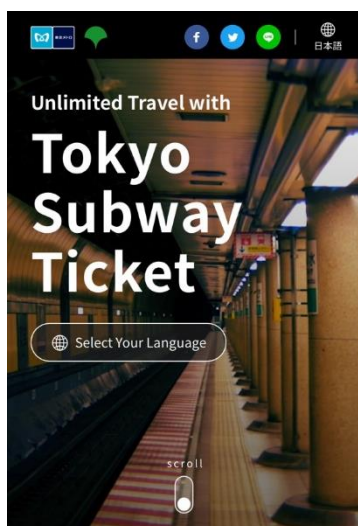 日本語
Unlimited Travel with
Tokyo
Subway
Ticket
Select Your Language
scroll